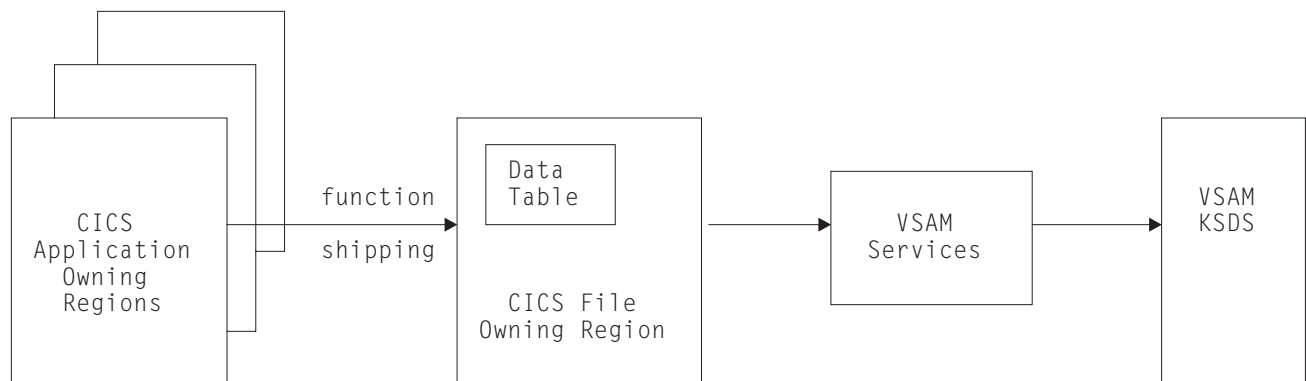 CICS
Application
Owning
Regions
function
shipping
Data
Table
CICS File
Owning Region
VSAM
Services
VSAM
KSDS